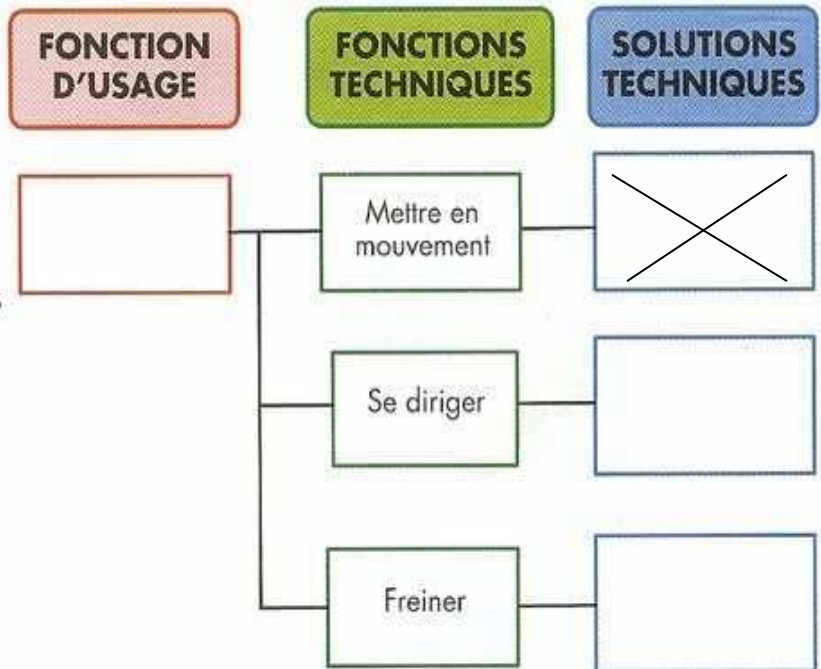 FONCTION
D'USAGE
FONCTIONS
TECHNIQUES
SOLUTIONS
TECHNIQUES
Mettre en
mouvement
Se diriger
Freiner